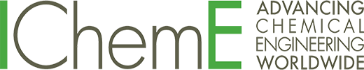 IChemE
ADVANCING
CHEMICAL
ENGINEERING
WORLDWIDE